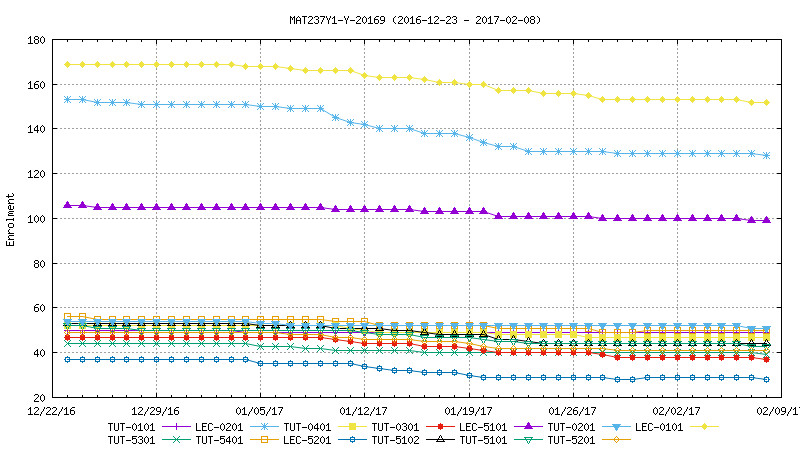 MAT237Y1-Y-20169 (2016-12-23 - 2017-02-08)
180
160
140
120
100
80
60
40
20
Enrolment
12/22/16 12/29/16 01/05/17 01/12/17 01/19/17 01/26/17 02/02/17 02/09/17
TUT-0101 LEC-0201 TUT-0401 TUT-0301 LEC-5101 TUT-0201 LEC-0101
TUT-5301 TUT-5401 LEC-5201 TUT-5102 TUT-5101 TUT-5201